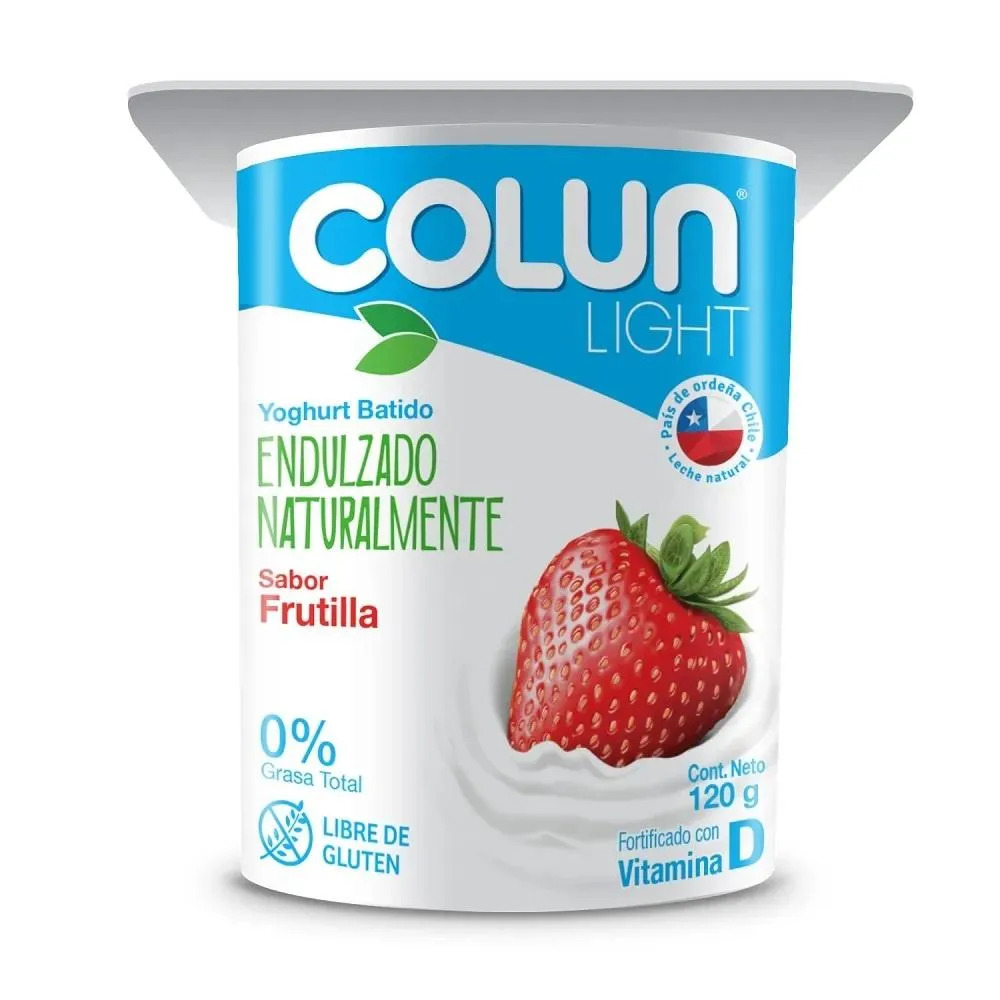 COLUN®
LIGHT
País de ordeña Chile
• Leche natural •
Yoghurt Batido
ENDULZADO
NATURALMENTE
Sabor
Frutilla
0%
Grasa Total
LIBRE DE
GLUTEN
Cont. Neto
120 g
Fortificado con
Vitamina D